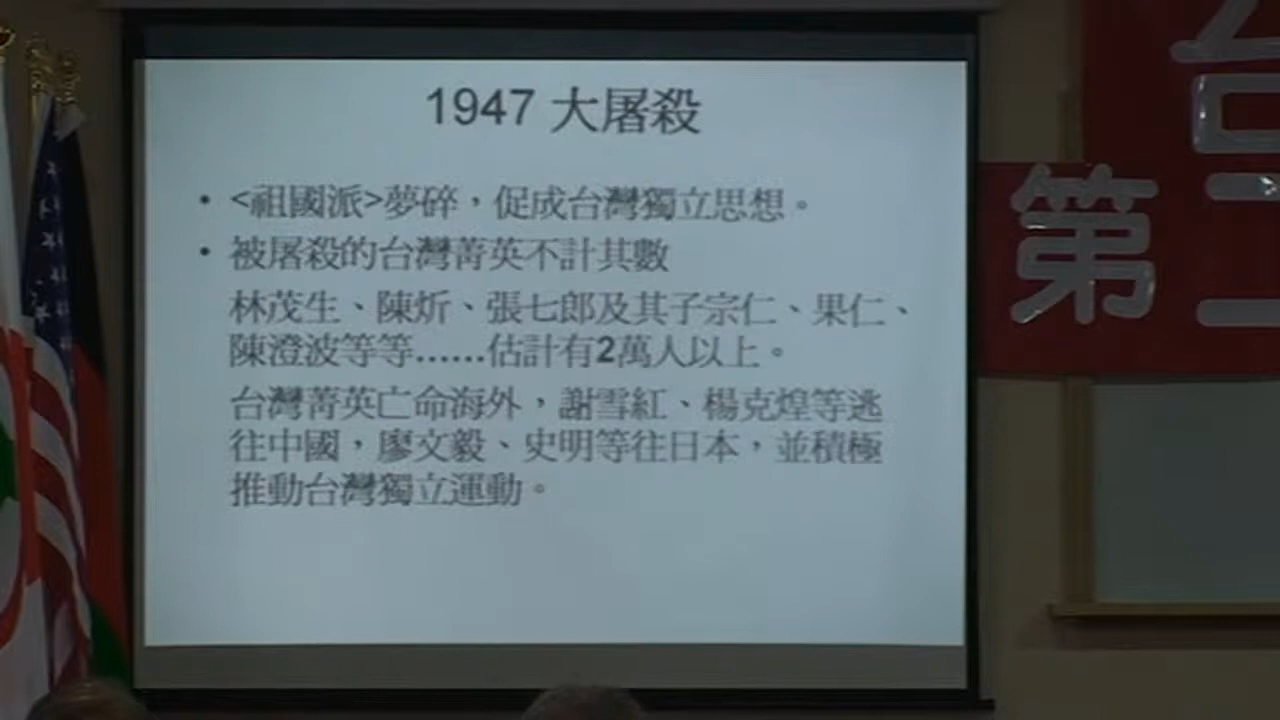 1947 大屠殺
• <祖國派>夢碎，促成台灣獨立思想。
• 被屠殺的台灣菁英不計其數
林茂生、陳炘、張七郎及其子宗仁、果仁、
陳澄波等等......估計有2萬人以上。
台灣菁英亡命海外，謝雪紅、楊克煌等逃
往中國，廖文毅、史明等往日本，並積極
推動台灣獨立運動。
台
第